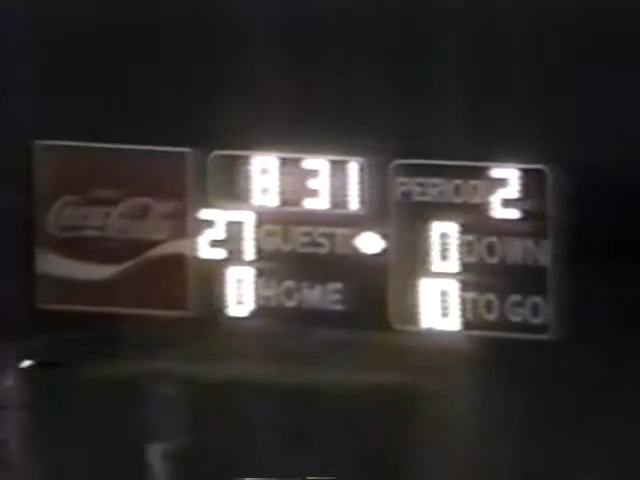 Coca-Cola
8 31
27 GUEST
0 HOME
PERIOD 2
0 DOWN
0 TO GO